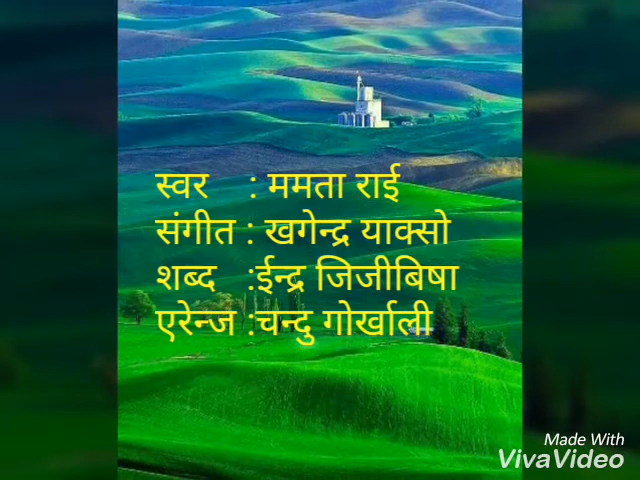 स्वर : ममता राई
संगीत : खगेन्द्र याक्सो
शब्द :ईन्द्र जिजीबिषा
एरेन्ज :चन्दु गोर्खाली
Made With
VivaVideo